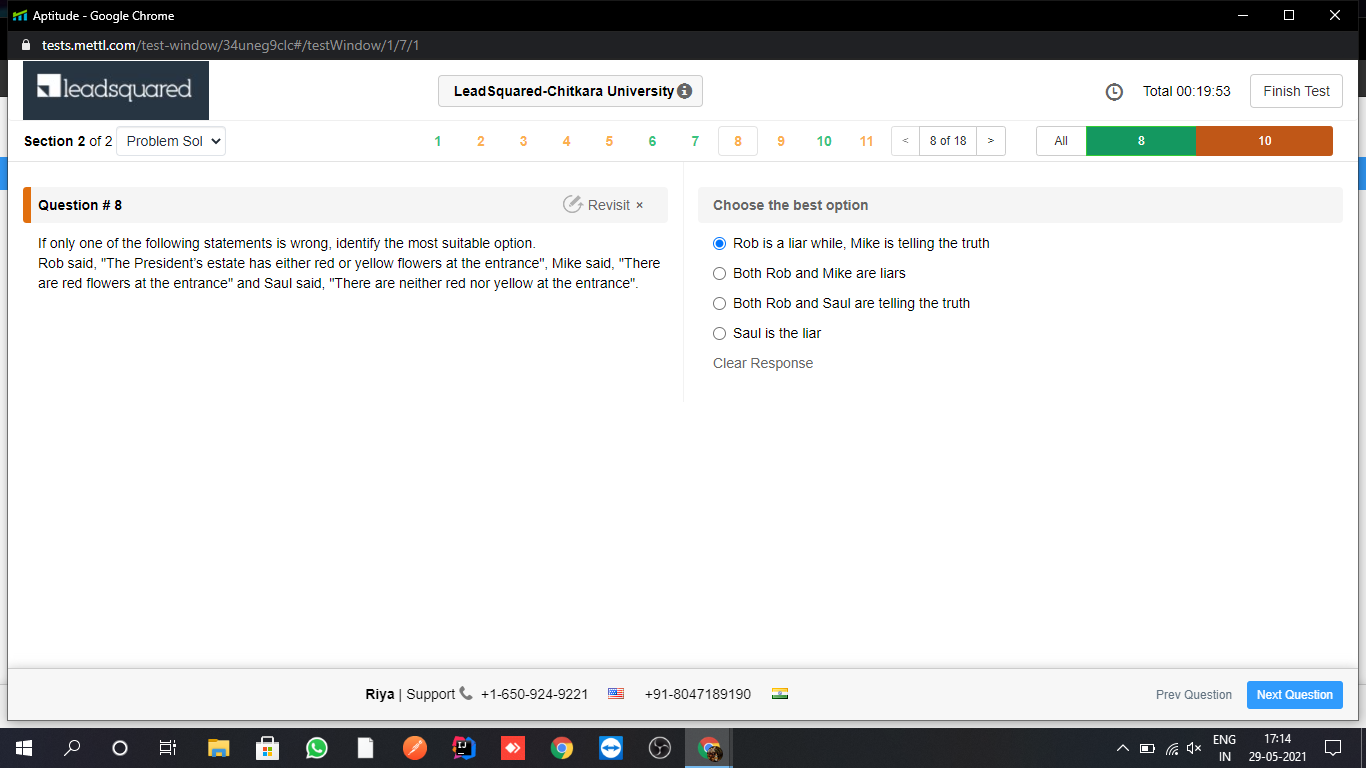 Aptitude - Google Chrome
tests.mettl.com/test-window/34uneg9clc#/testWindow/1/7/1
leadsquared
LeadSquared-Chitkara University
Total 00:19:53
Finish Test
Section 2 of 2 Problem Sol
1 2 3 4 5 6 7 8 9 10 11 < 8 of 18 > All 8 10
Question # 8
Revisit ×
If only one of the following statements is wrong, identify the most suitable option.
Rob said, "The President's estate has either red or yellow flowers at the entrance", Mike said, "There
are red flowers at the entrance" and Saul said, "There are neither red nor yellow at the entrance".
Choose the best option
Rob is a liar while, Mike is telling the truth
Both Rob and Mike are liars
Both Rob and Saul are telling the truth
Saul is the liar
Clear Response
Riya | Support +1-650-924-9221 +91-8047189190
Prev Question
Next Question
ENG
IN
17:14
29-05-2021